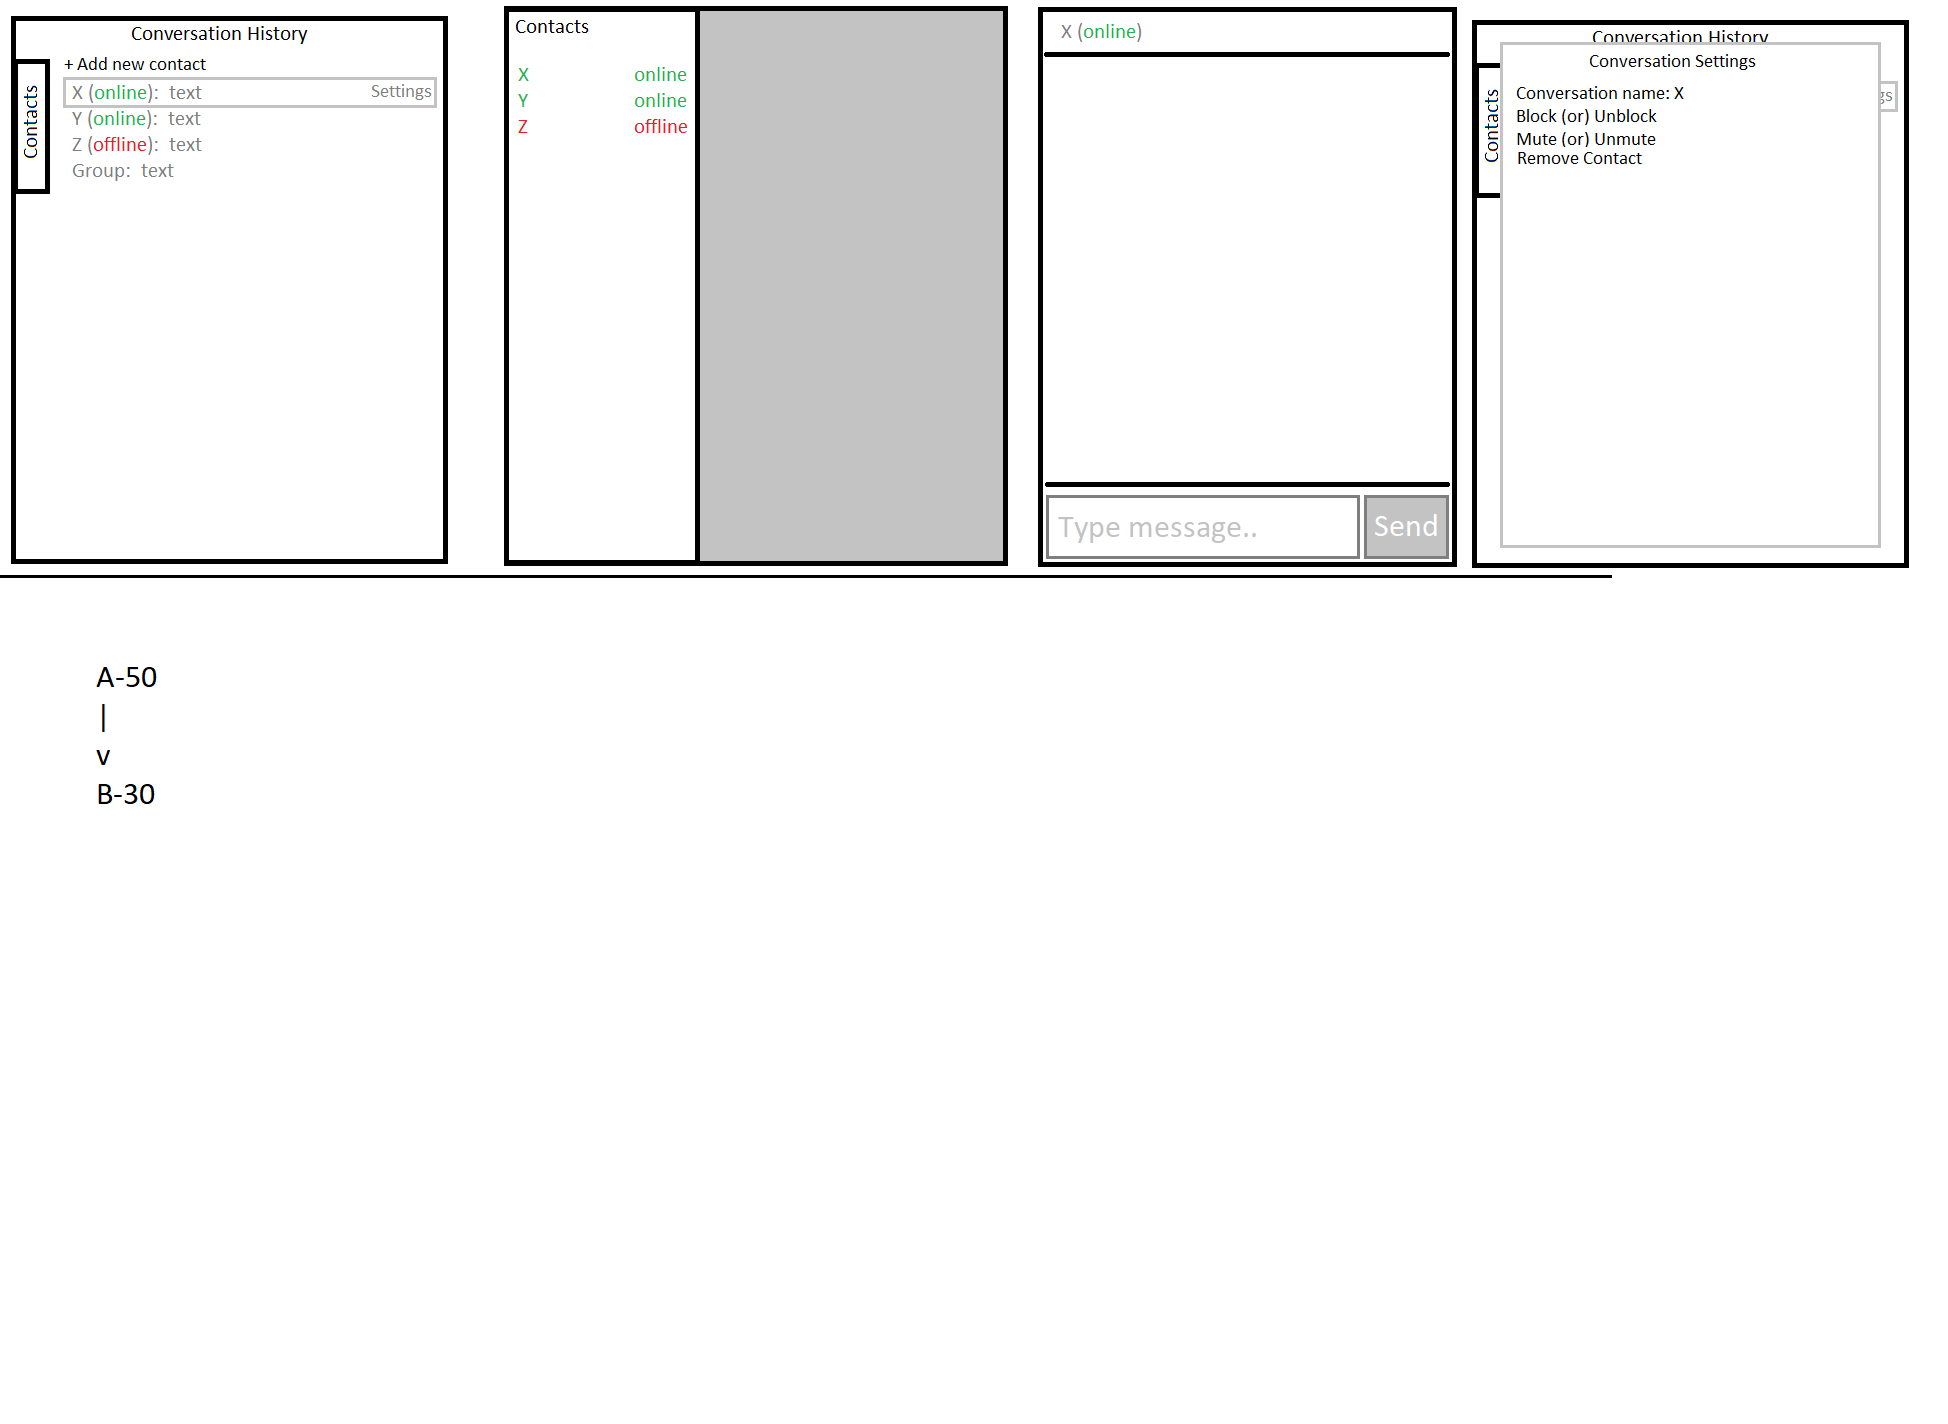 Conversation History
+ Add new contact
Contacts
X (online):  text
Settings
Y (online):  text
Z (offline):  text
Group:  text
Contacts
X online
Y online
Z offline
X (online)
Type message..
Send
Conversation History
Conversation Settings
Contacts
Conversation name: X
Block (or) Unblock
Mute (or) Unmute
Remove Contact
A-50
|
v
B-30